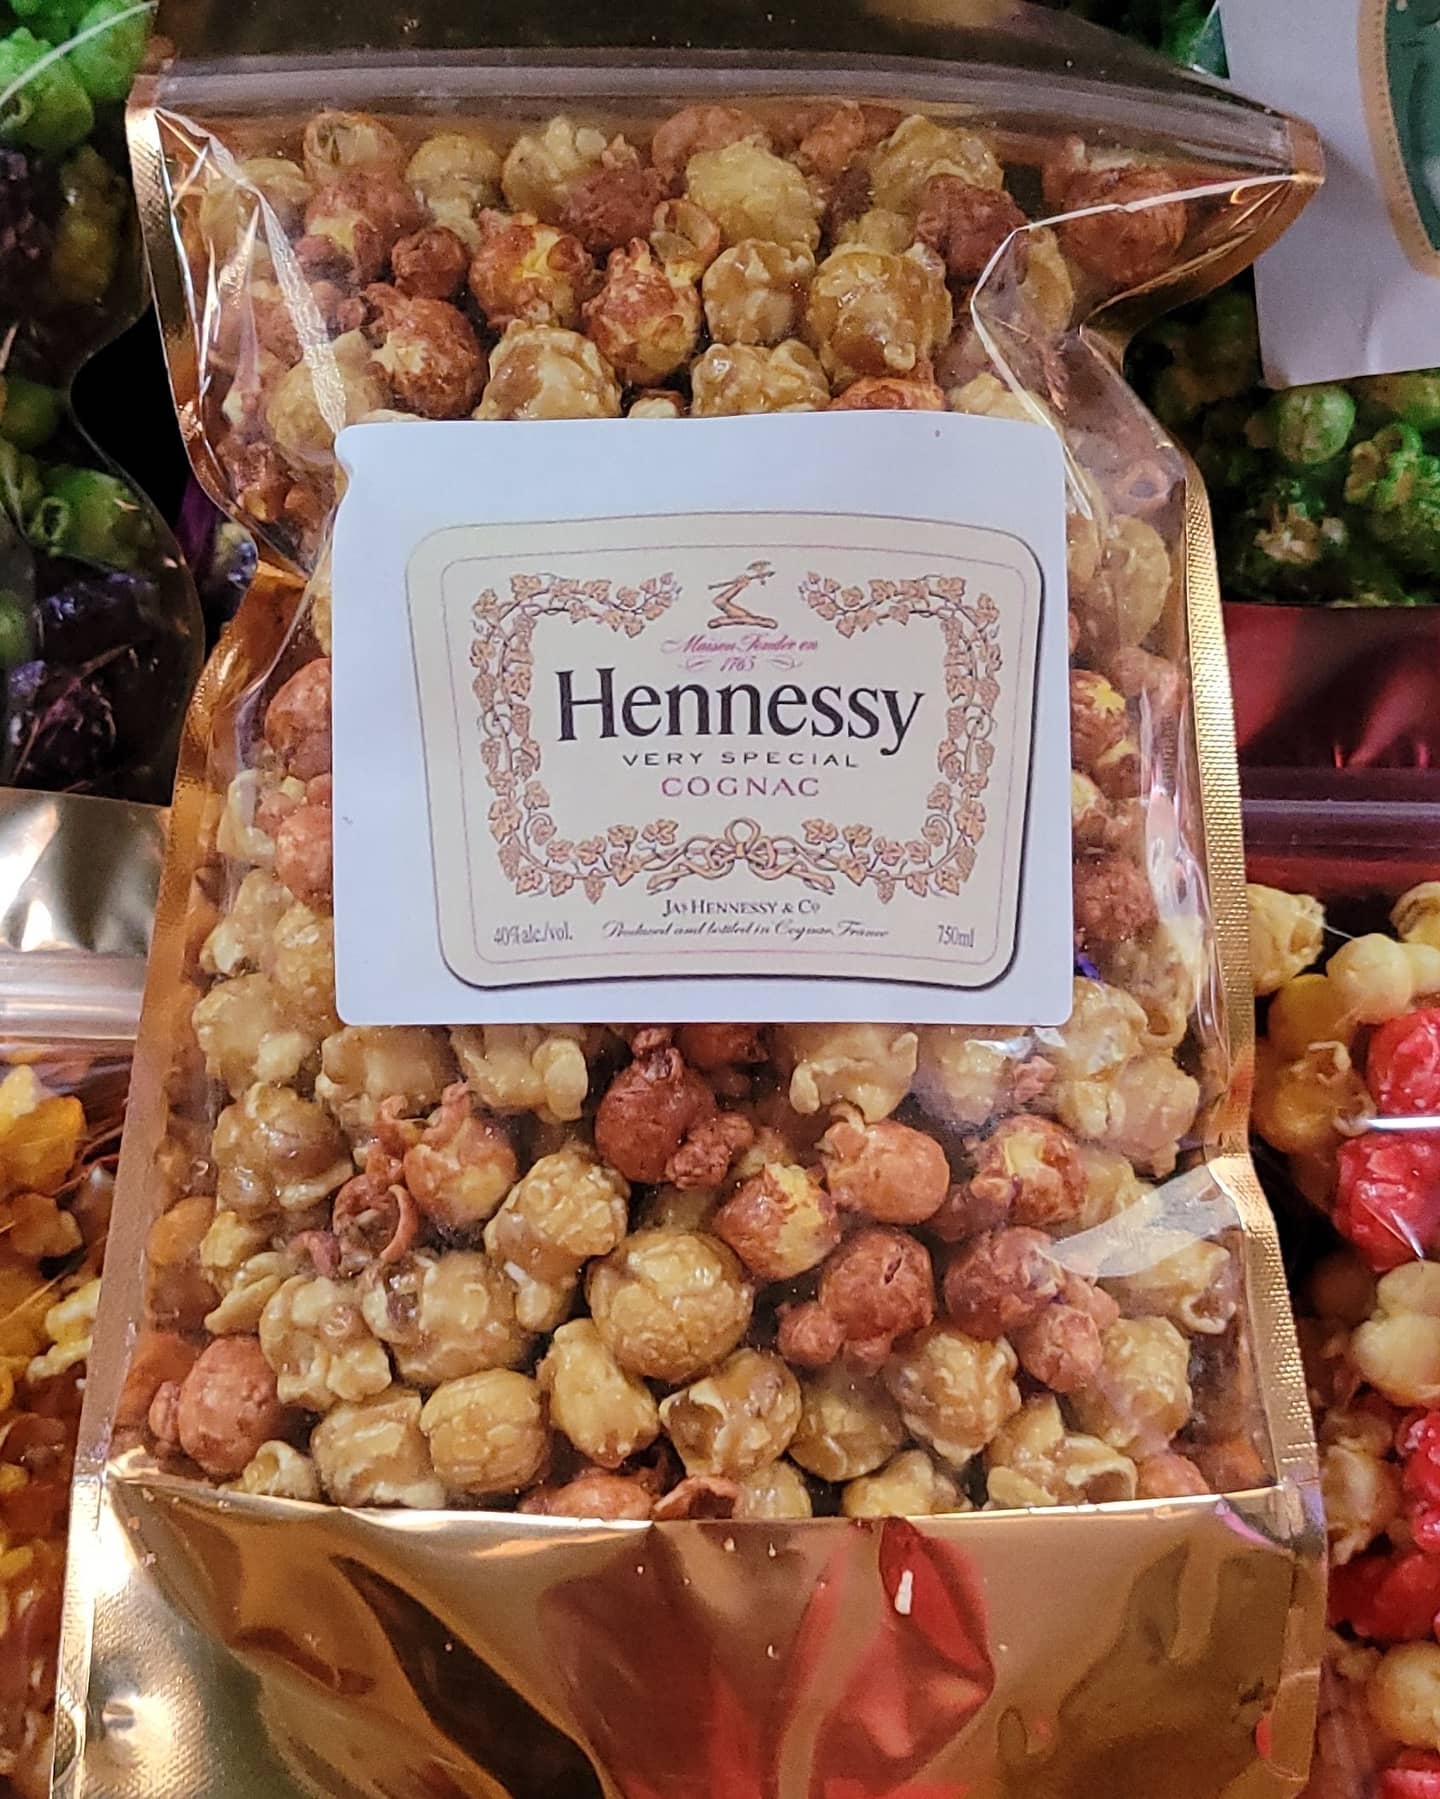 Maison Fondée en
1765
Hennessy
VERY SPECIAL
COGNAC
JAS HENNESSY & CO
40%alc./vol. Produced and bottled in Cognac, France 750ml